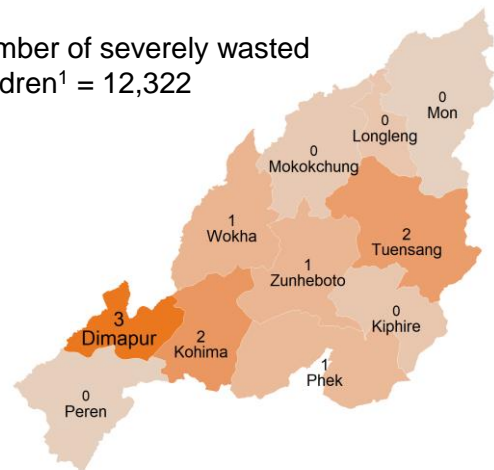 mber of severely wasted
dren¹ = 12,322
0
Mon
0
Longleng
0
Mokokchung
2
Tuensang
1
Wokha
1
Zunheboto
0
Kiphire
3
Dimapur
2
Kohima
1
Phek
0
Peren